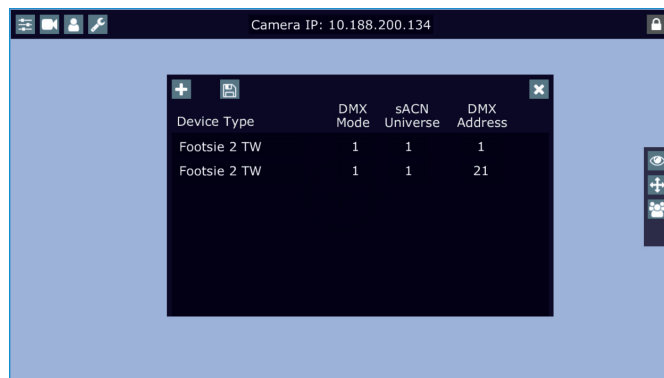 Camera IP: 10.188.200.134
Device Type DMX Mode sACN Universe DMX Address
Footsie 2 TW 1 1 1
Footsie 2 TW 1 1 21